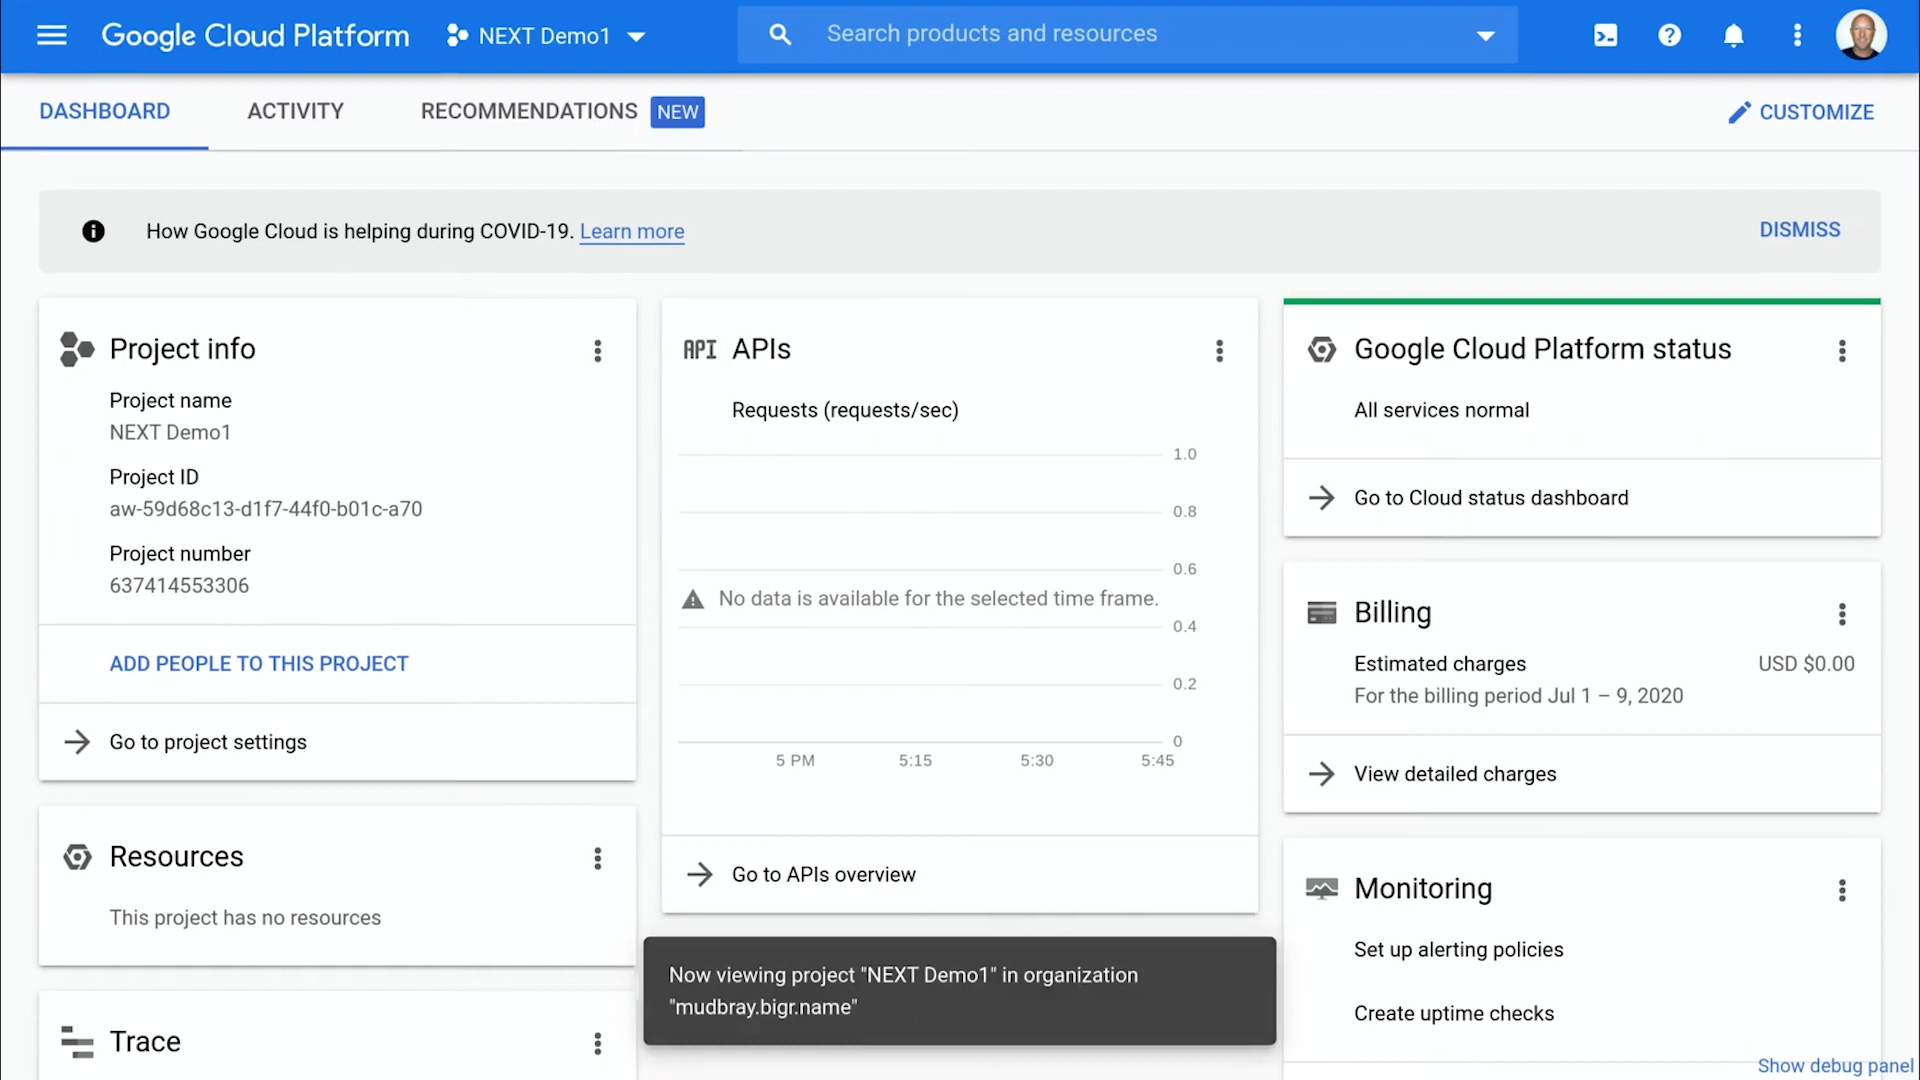 Google Cloud Platform
NEXT Demo1
Search products and resources
DASHBOARD
ACTIVITY
RECOMMENDATIONS
NEW
CUSTOMIZE
How Google Cloud is helping during COVID-19. Learn more
DISMISS
Project info
Project name
NEXT Demo1
Project ID
aw-59d68c13-d1f7-44f0-b01c-a70
Project number
637414553306
ADD PEOPLE TO THIS PROJECT
Go to project settings
Resources
This project has no resources
Trace
API APIs
Requests (requests/sec)
1.0
0.8
0.6
No data is available for the selected time frame.
0.4
0.2
0
5 PM 5:15 5:30 5:45
Go to APIs overview
Now viewing project "NEXT Demo1" in organization
"mudbray.bigr.name"
Google Cloud Platform status
All services normal
Go to Cloud status dashboard
Billing
Estimated charges USD $0.00
For the billing period Jul 1 – 9, 2020
View detailed charges
Monitoring
Set up alerting policies
Create uptime checks
Show debug panel